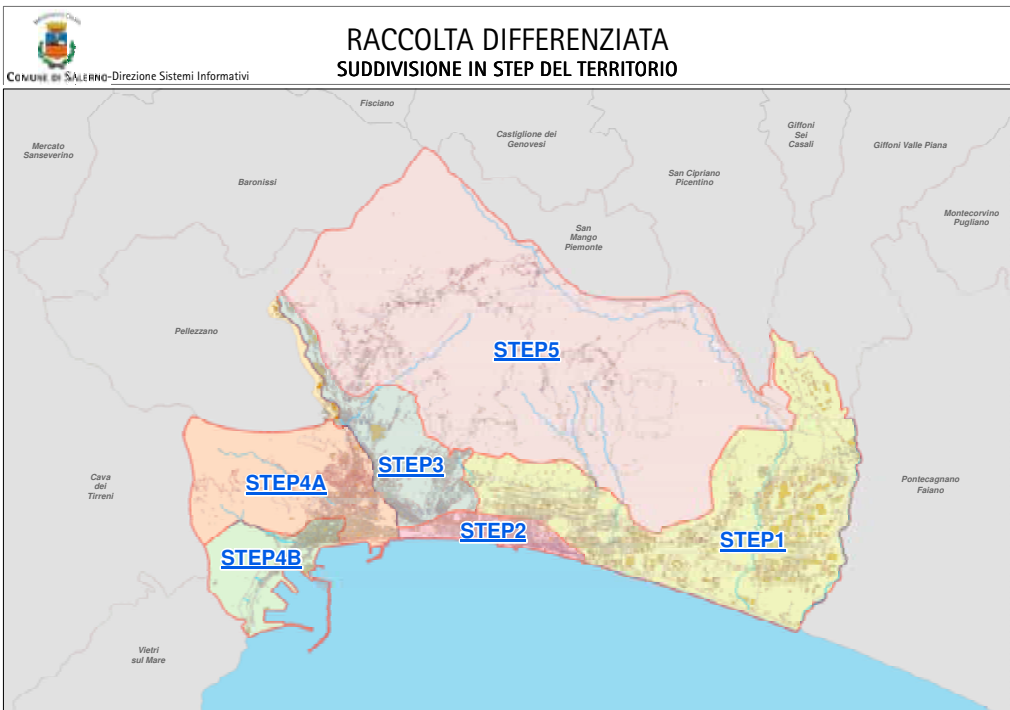 RACCOLTA DIFFERENZIATA
SUDDIVISIONE IN STEP DEL TERRITORIO
COMUNE DI SALERNO-Direzione Sistemi Informativi
Fisciano
Mercato
Sanseverino
Castiglione dei
Genovesi
Giffoni
Sei
Casali
Giffoni Valle Piana
Baronissi
San Cipriano
Picentino
Montecorvino
Pugliano
San
Mango
Piemonte
Pellezzano
STEP5
STEP3
STEP4A
Cava
dei
Tirreni
Pontecagnano
Faiano
STEP2
STEP1
STEP4B
Vietri
sul Mare